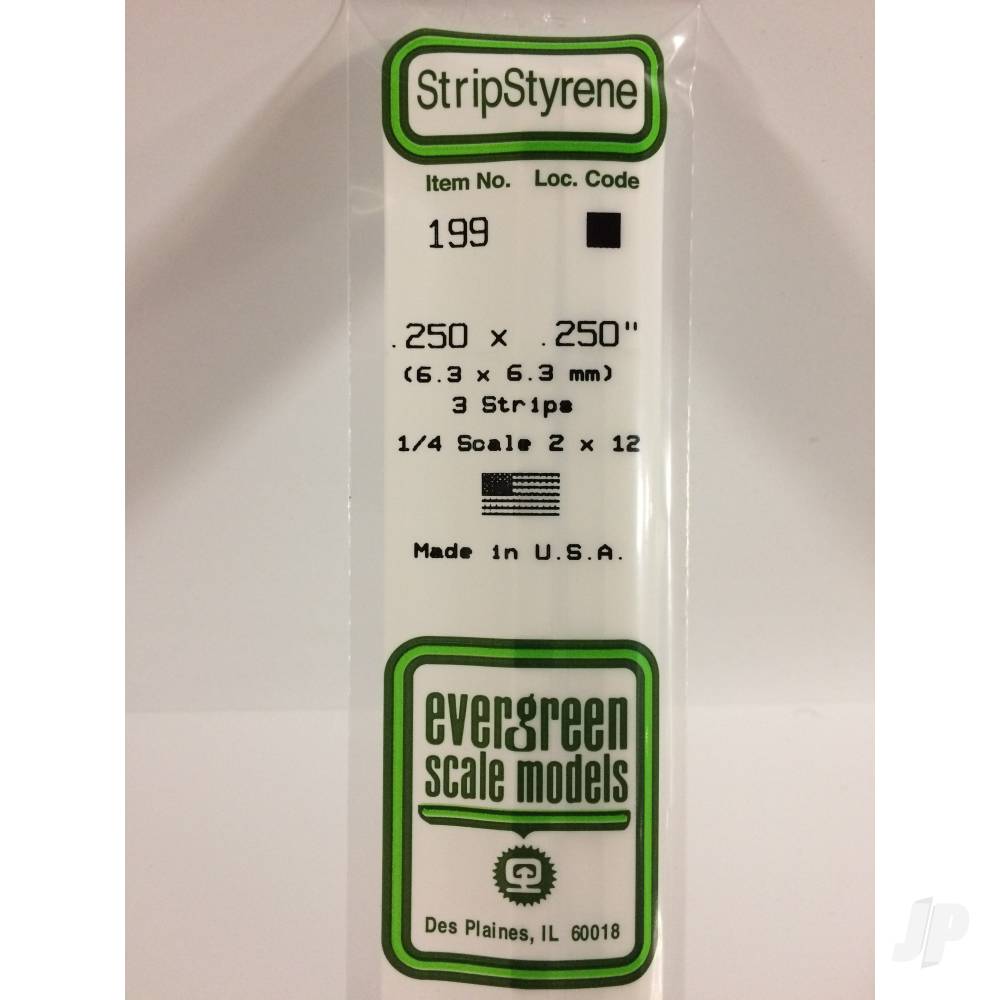 StripStyrene
Item No. Loc. Code
199
.250 x .250"
(6.3 x 6.3 mm)
3 Strips
1/4 Scale 2 x 12
Made in U.S.A.
evergreen
scale models
Des Plaines, IL 60018
JP